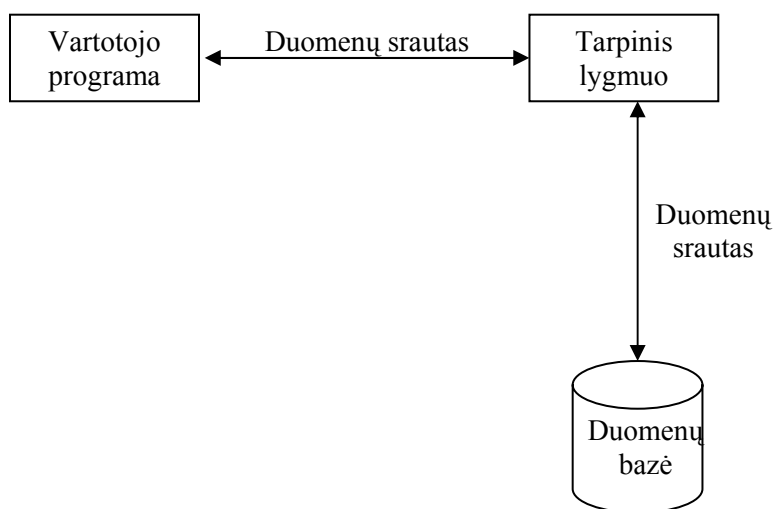 Vartotojo
programa
Duomenų srautas
Tarpinis
lygmuo
Duomenų
srautas
Duomenų
bazė